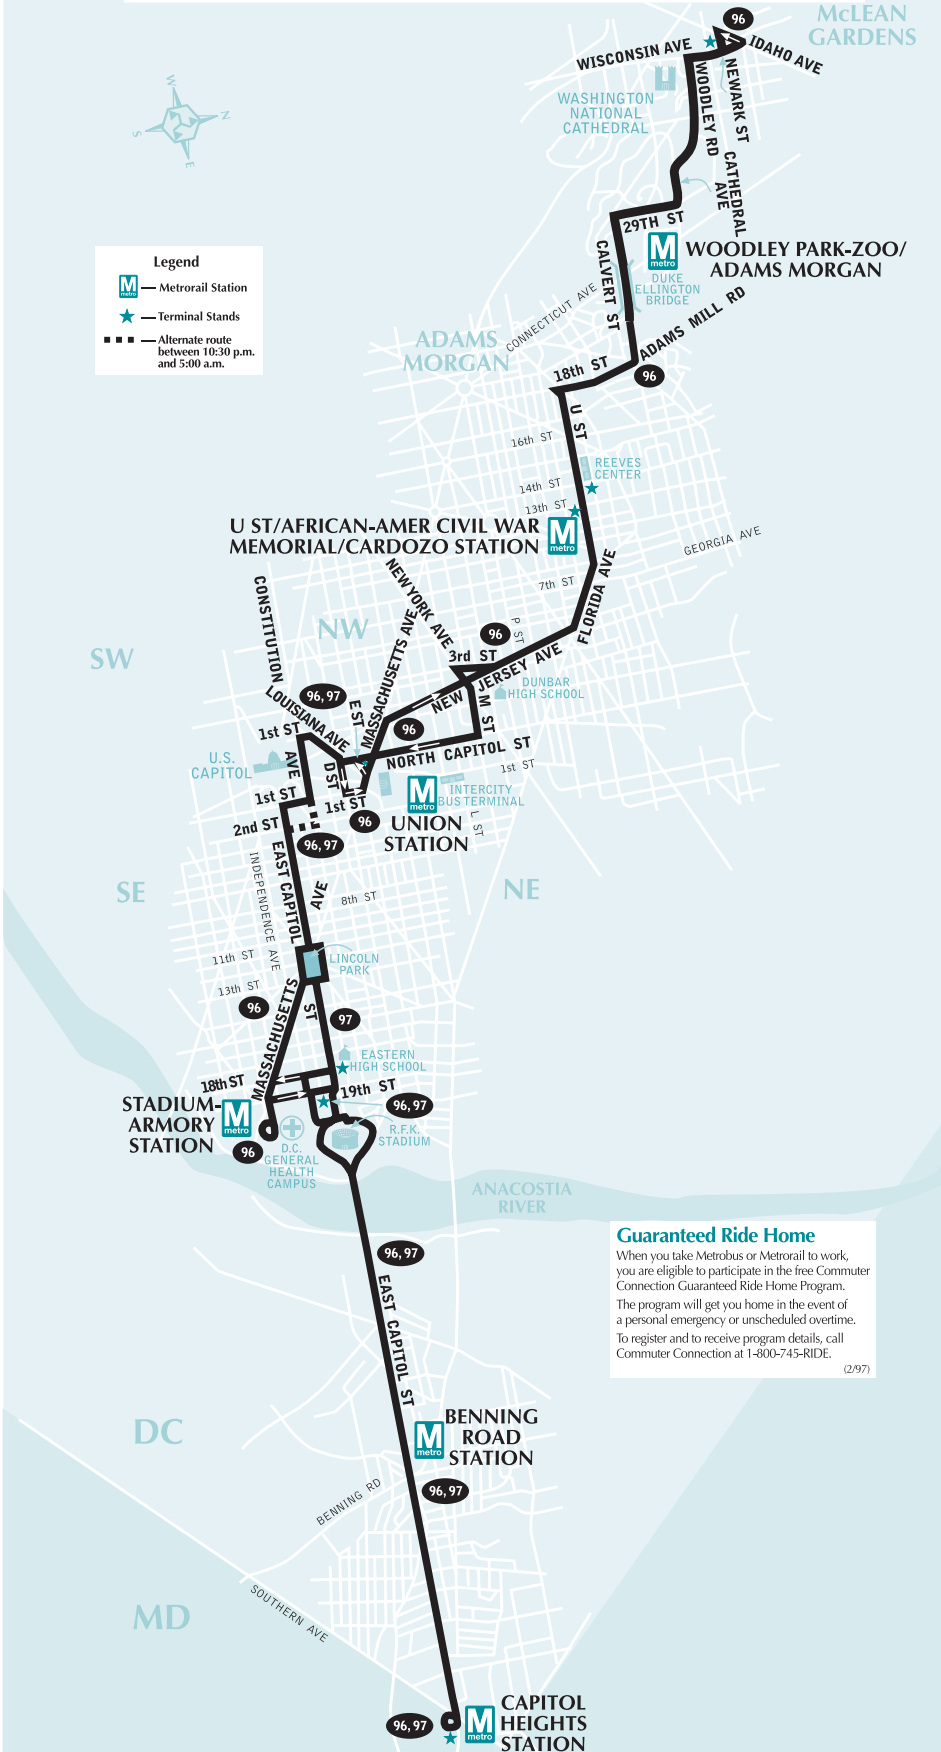 96
McLEAN
GARDENS
WISCONSIN AVE
IDAHO AVE
WASHINGTON
NATIONAL
CATHEDRAL
WOODLEY RD
NEWARK ST
CATHEDRAL
AVE
W
N
S
E
29TH ST
WOODLEY PARK-ZOO/
ADAMS MORGAN
M
metro
CALVERT ST
DUKE
ELLINGTON
BRIDGE
Legend
M
metro
— Metrorail Station
— Terminal Stands
— Alternate route
between 10:30 p.m.
and 5:00 a.m.
CONNECTICUT AVE
ADAMS MILL RD
ADAMS
MORGAN
18th ST
96
U ST
16th ST
REEVES
CENTER
14th ST
13th ST
U ST/AFRICAN-AMER CIVIL WAR
MEMORIAL/CARDOZO STATION
M
metro
GEORGIA AVE
7th ST
FLORIDA AVE
CONSTITUTION
AVE
NEW YORK AVE
MASSACHUSETTS AVE
NW
SW
P ST
96
3rd ST
NEW JERSEY AVE
DUNBAR
HIGH SCHOOL
M ST
96, 97
LOUISIANA AVE
E ST
1st ST
96
NORTH CAPITOL ST
1st ST
U.S.
CAPITOL
D ST
INTERCITY
BUS TERMINAL
M
metro
1st ST
1st ST
96
UNION
STATION
L ST
2nd ST
96, 97
EAST CAPITOL
ST
INDEPENDENCE AVE
AVE
8th ST
SE
NE
11th ST
LINCOLN
PARK
13th ST
96
MASSACHUSETTS
97
EASTERN
HIGH SCHOOL
18th ST
19th ST
96, 97
STADIUM-
ARMORY
STATION
M
metro
96
D.C.
GENERAL
HEALTH
CAMPUS
R.F.K.
STADIUM
ANACOSTIA
RIVER
96, 97
EAST CAPITOL ST
Guaranteed Ride Home
When you take Metrobus or Metrorail to work,
you are eligible to participate in the free Commuter
Connection Guaranteed Ride Home Program.
The program will get you home in the event of
a personal emergency or unscheduled overtime.
To register and to receive program details, call
Commuter Connection at 1-800-745-RIDE.
(2/97)
DC
M
metro
BENNING
ROAD
STATION
96, 97
BENNING RD
SOUTHERN AVE
MD
96, 97
M
metro
CAPITOL
HEIGHTS
STATION